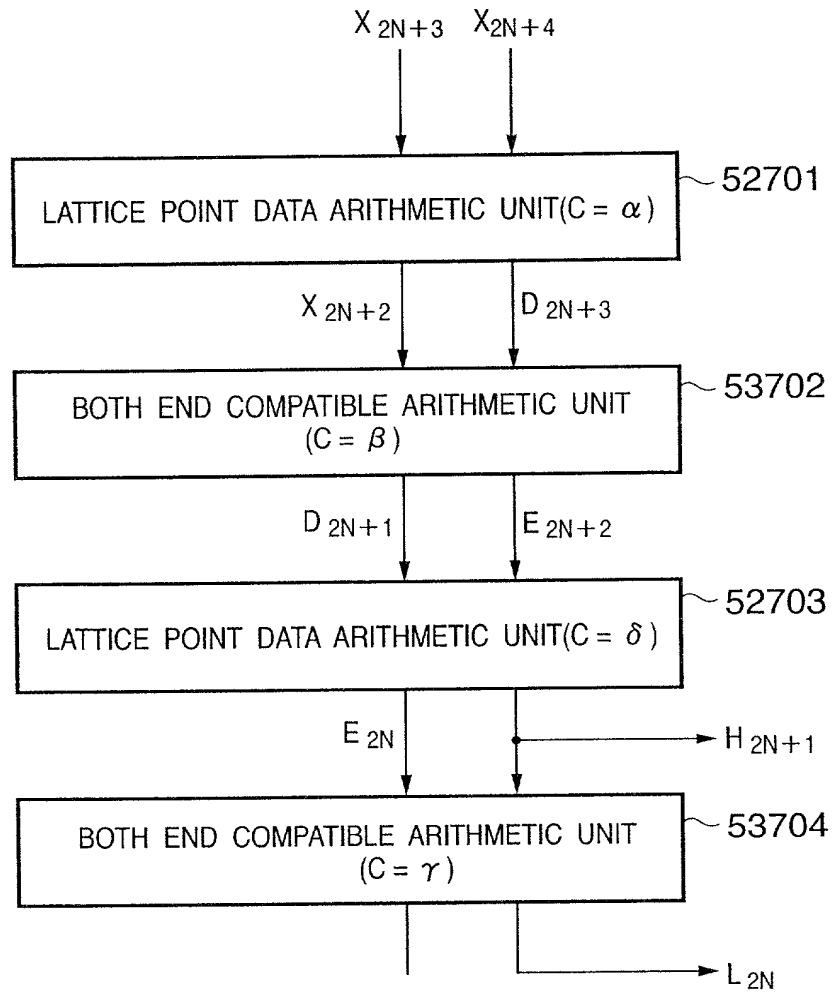 X 2N+3 X 2N+4
LATTICE POINT DATA ARITHMETIC UNIT(C = α)
52701
X 2N+2 D 2N+3
BOTH END COMPATIBLE ARITHMETIC UNIT
(C = β)
53702
D 2N+1 E 2N+2
LATTICE POINT DATA ARITHMETIC UNIT(C = δ)
52703
E 2N
H 2N+1
BOTH END COMPATIBLE ARITHMETIC UNIT
(C = γ)
53704
L 2N